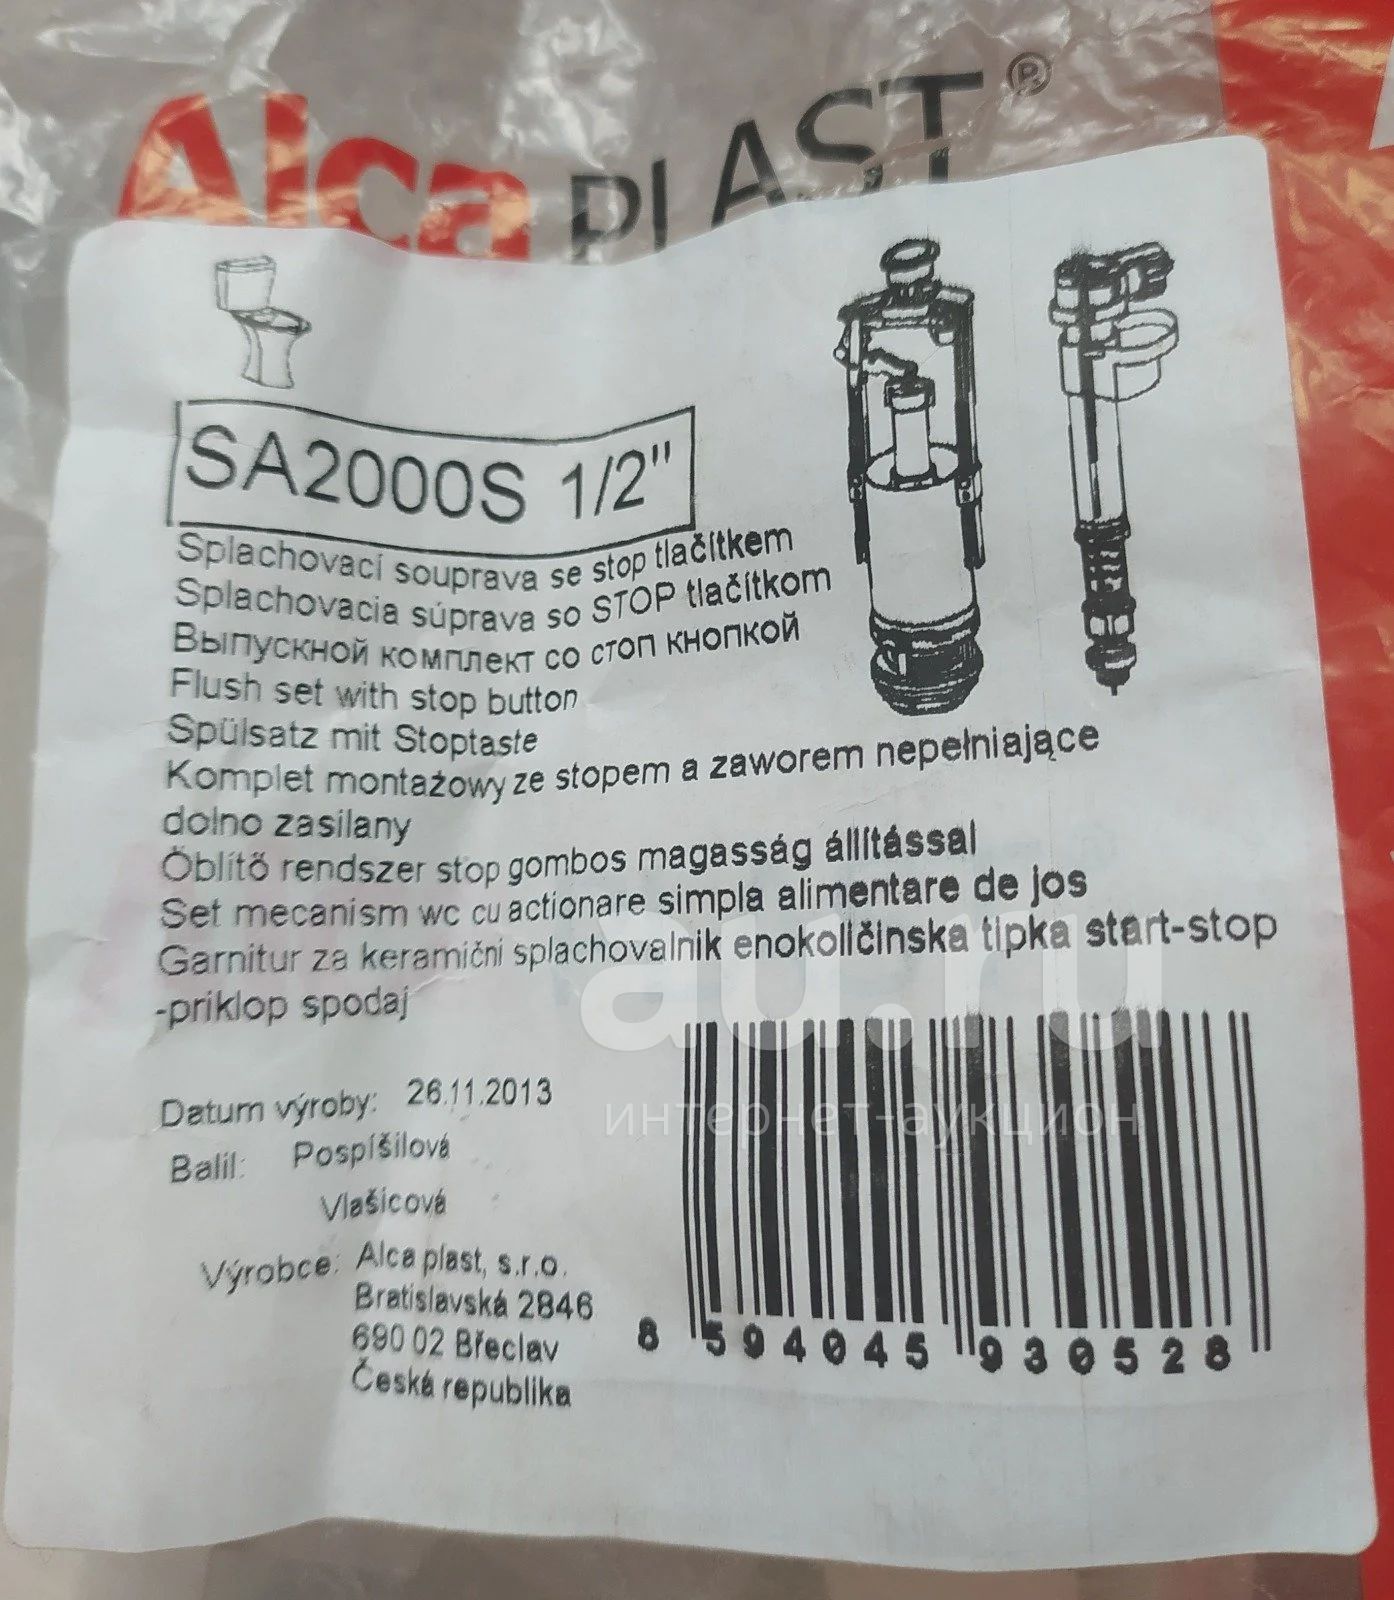 Alca PLAST ®
SA2000S 1/2"
Splachovací souprava se stop tlačítkem
Splachovacia súprava so STOP tlačítkom
Выпускной комплект со стоп кнопкой
Flush set with stop button
Spülsatz mit Stoptaste
Komplet montażowy ze stopem a zaworem nepełniające
dolno zasilany
Öblítő rendszer stop gombos magasság állítással
Set mecanism wc cu actionare simpla alimentare de jos
Garnitur za keramični splachovalnik enokoličinska tipka start-stop
-priklop spodaj
au.ru
интернет-аукцион
Datum výroby: 26.11.2013
Balil: Pospíšilová
Vlašicová
Výrobce: Alca plast, s.r.o.
Bratislavská 2846
690 02 Břeclav
Česká republika
8 594045 930528